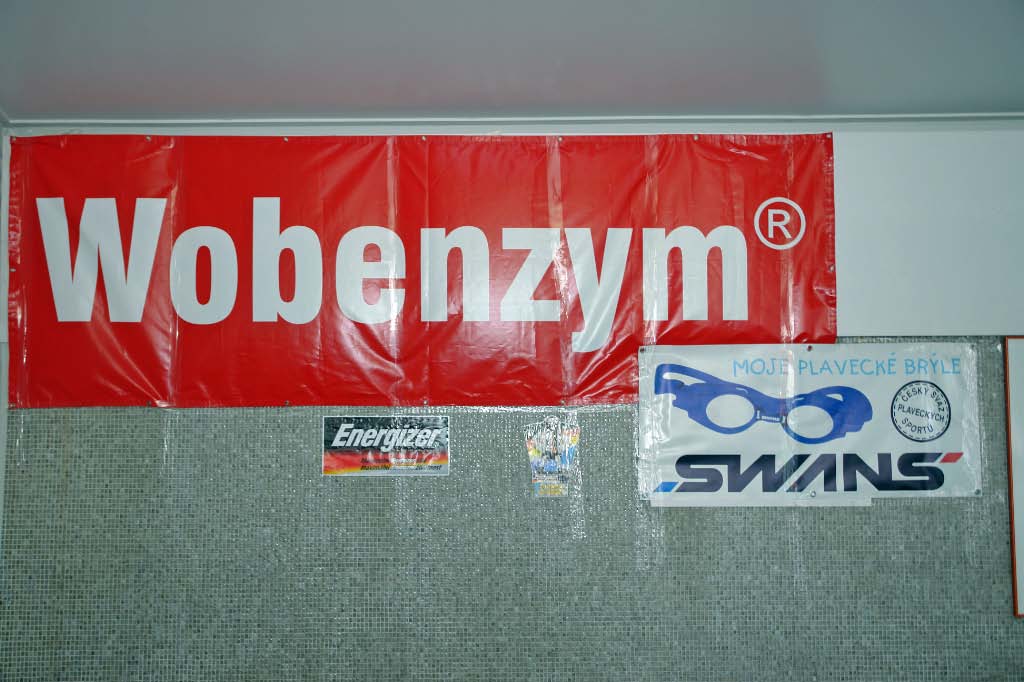 Wobenzym®
MOJE PLAVECKÉ BRÝLE
ČESKÝ SVAZ
PLAVECKÝCH
SPORTŮ
SWANS
Energizer